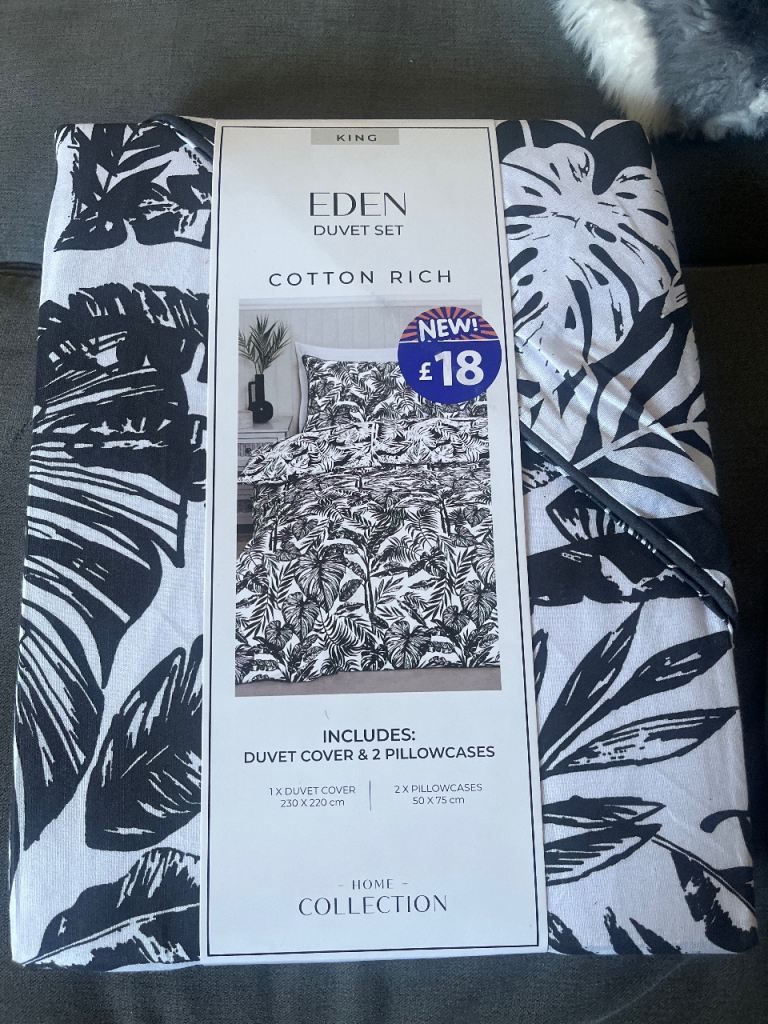 KING
EDEN
DUVET SET
COTTON RICH
NEW!
£18
INCLUDES:
DUVET COVER & 2 PILLOWCASES
1 X DUVET COVER
230 X 220 cm
2 X PILLOWCASES
50 X 75 cm
- HOME -
COLLECTION